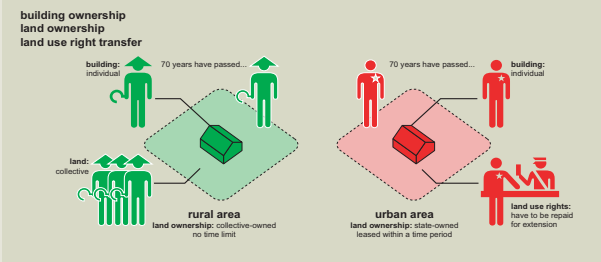 building ownership
land ownership
land use right transfer
building:
individual
70 years have passed...
land:
collective
rural area
land ownership: collective-owned
no time limit
70 years have passed...
building:
individual
urban area
land ownership: state-owned
leased within a time period
land use rights:
have to be repaid
for extension